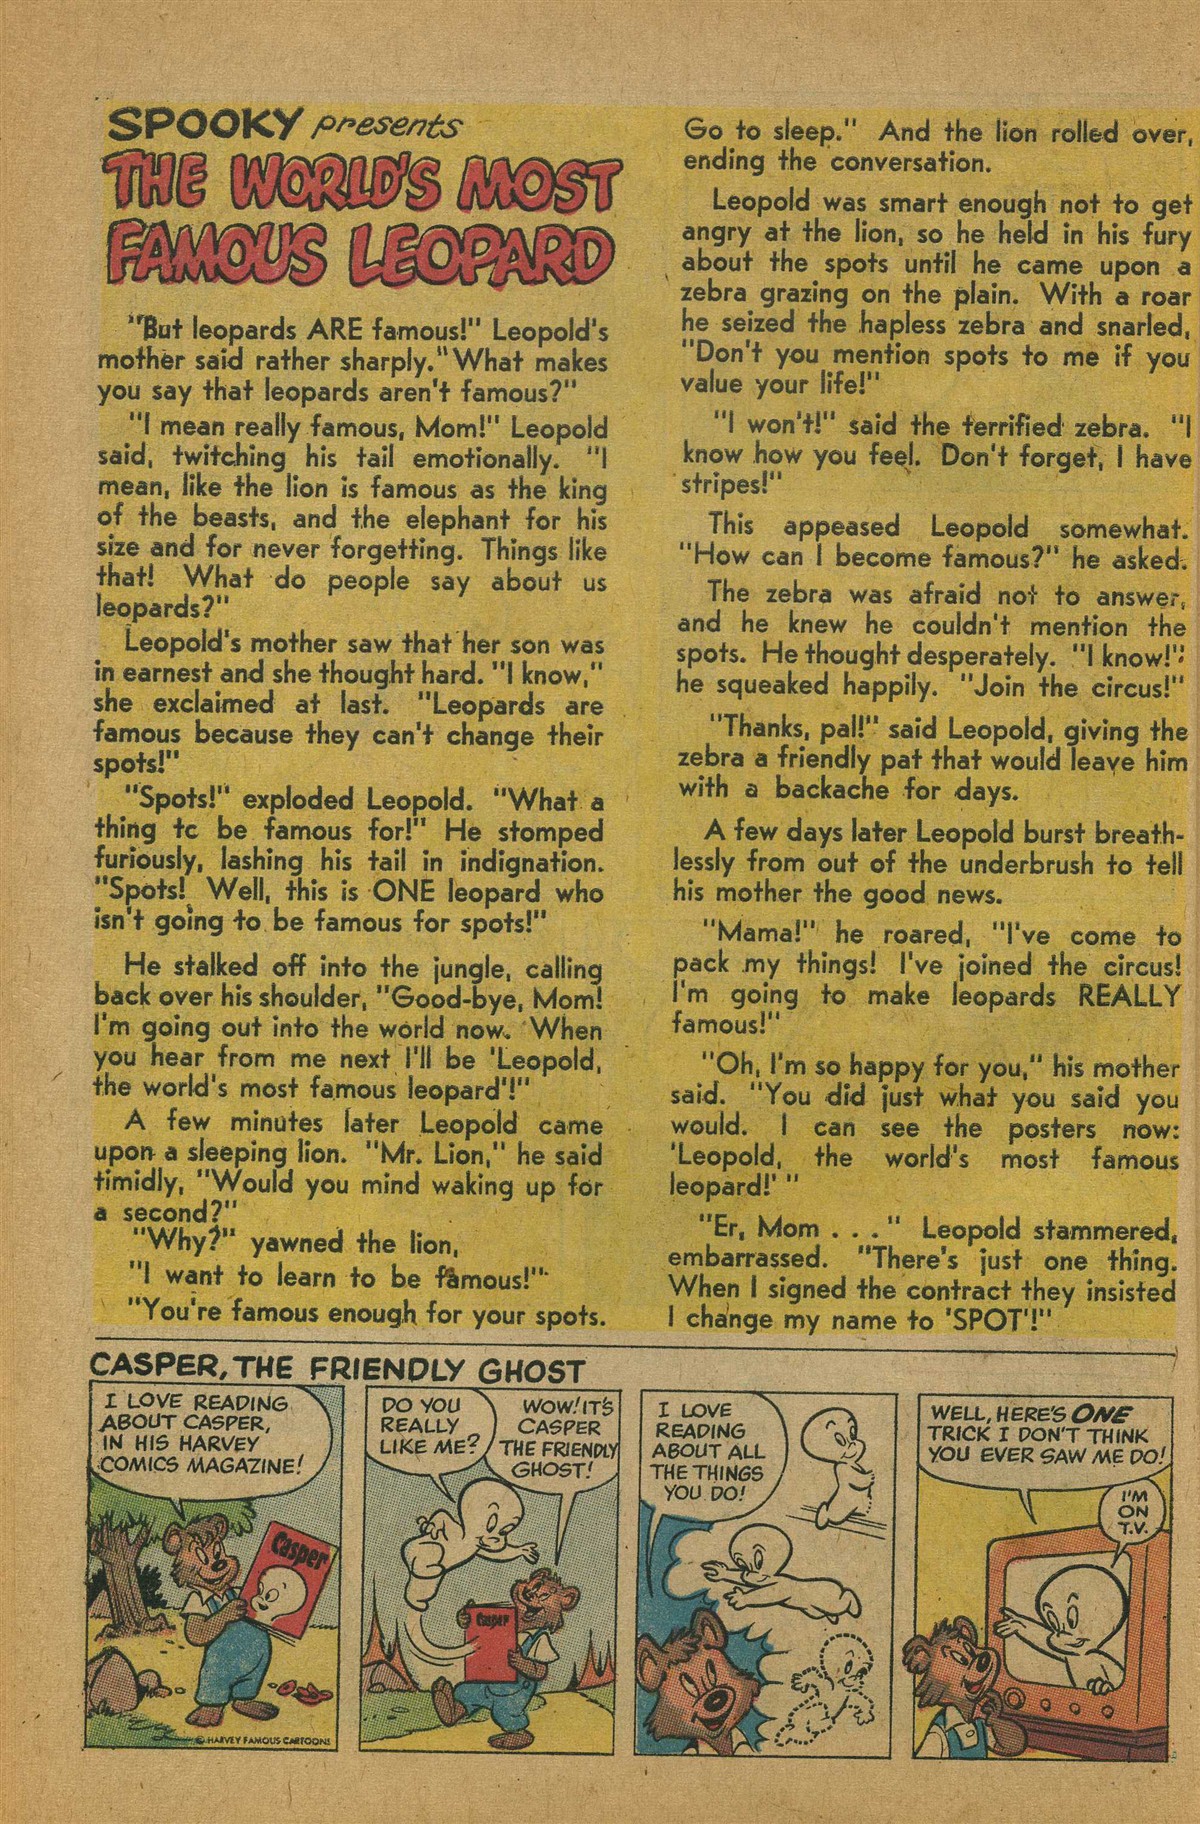 SPOOKY presents
THE WORLD'S MOST
FAMOUS LEOPARD
"But leopards ARE famous!" Leopold's
mother said rather sharply. "What makes
you say that leopards aren't famous?"
"I mean really famous, Mom!" Leopold
said, twitching his tail emotionally. "I
mean, like the lion is famous as the king
of the beasts, and the elephant for his
size and for never forgetting. Things like
that! What do people say about us
leopards?"
Leopold's mother saw that her son was
in earnest and she thought hard. "I know,"
she exclaimed at last. "Leopards are
famous because they can't change their
spots!"
"Spots!" exploded Leopold. "What a
thing to be famous for!" He stomped
furiously, lashing his tail in indignation.
"Spots! Well, this is ONE leopard who
isn't going to be famous for spots!"
He stalked off into the jungle, calling
back over his shoulder, "Good-bye, Mom!
I'm going out into the world now. When
you hear from me next I'll be 'Leopold,
the world's most famous leopard'!"
A few minutes later Leopold came
upon a sleeping lion. "Mr. Lion," he said
timidly, "Would you mind waking up for
a second?"
"Why?" yawned the lion,
"I want to learn to be famous!"
"You're famous enough for your spots.
Go to sleep." And the lion rolled over,
ending the conversation.
Leopold was smart enough not to get
angry at the lion, so he held in his fury
about the spots until he came upon a
zebra grazing on the plain. With a roar
he seized the hapless zebra and snarled,
"Don't you mention spots to me if you
value your life!"
"I won't!" said the terrified zebra. "I
know how you feel. Don't forget, I have
stripes!"
This appeased Leopold somewhat.
"How can I become famous?" he asked.
The zebra was afraid not to answer,
and he knew he couldn't mention the
spots. He thought desperately. "I know!"
he squeaked happily. "Join the circus!"
"Thanks, pal!" said Leopold, giving the
zebra a friendly pat that would leave him
with a backache for days.
A few days later Leopold burst breath-
lessly from out of the underbrush to tell
his mother the good news.
"Mama!" he roared, "I've come to
pack my things! I've joined the circus!
I'm going to make leopards REALLY
famous!"
"Oh, I'm so happy for you," his mother
said. "You did just what you said you
would. I can see the posters now:
'Leopold, the world's most famous
leopard!' "
"Er, Mom . . . " Leopold stammered,
embarrassed. "There's just one thing.
When I signed the contract they insisted
I change my name to 'SPOT'!"
CASPER, THE FRIENDLY GHOST
I LOVE READING
ABOUT CASPER,
IN HIS HARVEY
COMICS MAGAZINE!
Casper
© HARVEY FAMOUS CARTOONS
DO YOU
REALLY
LIKE ME?
WOW! IT'S
CASPER
THE FRIENDLY
GHOST!
Casper
I LOVE
READING
ABOUT ALL
THE THINGS
YOU DO!
WELL, HERE'S ONE
TRICK I DON'T THINK
YOU EVER SAW ME DO!
I'M
ON
T.V.